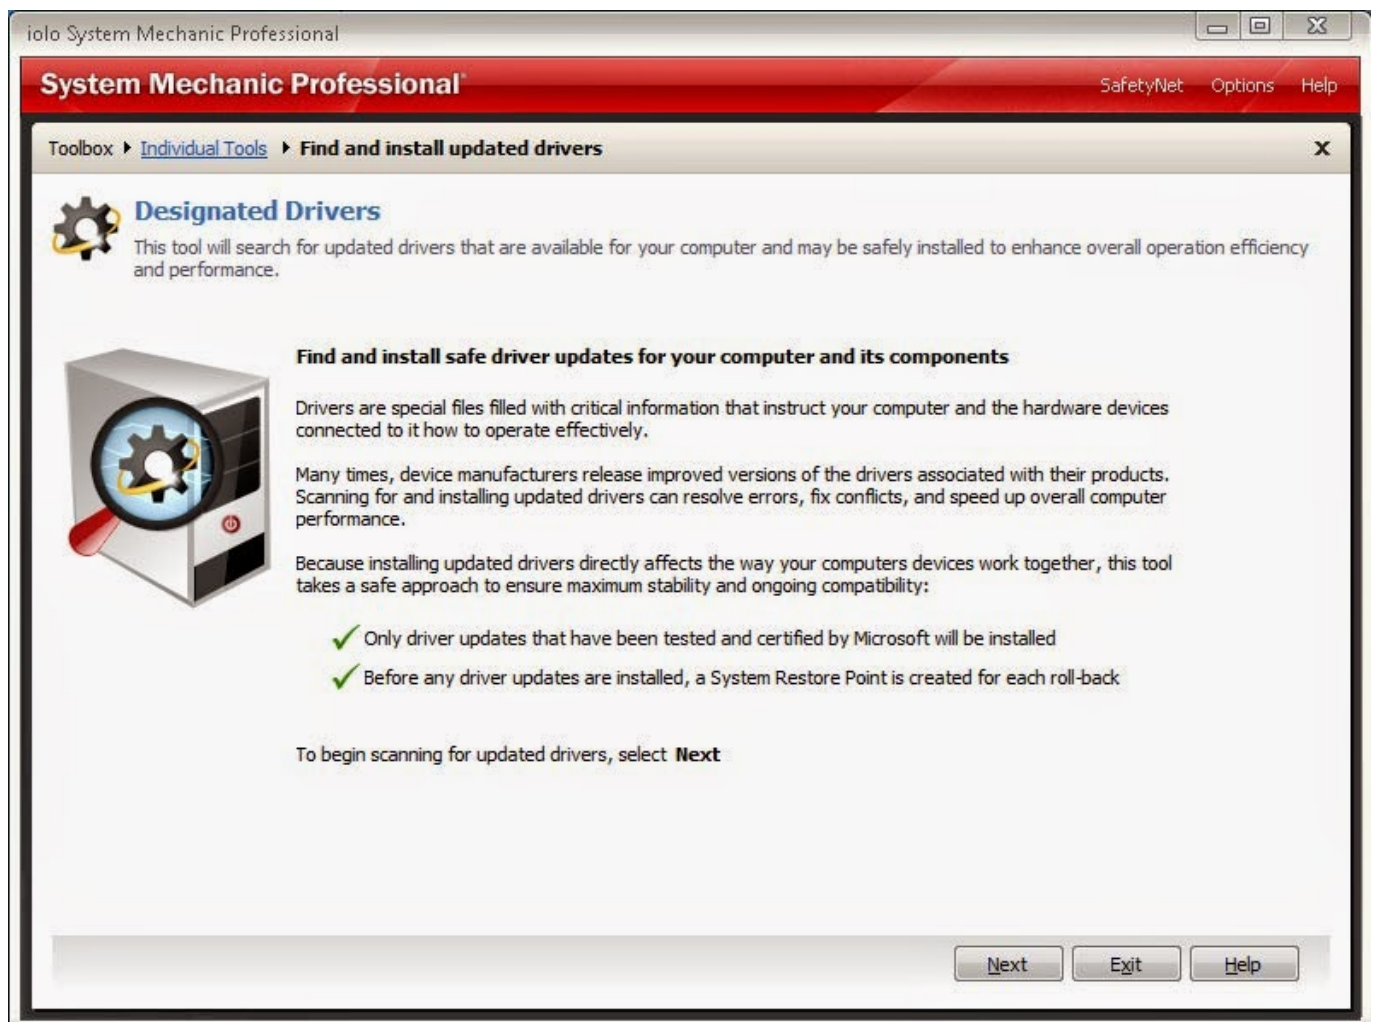 iolo System Mechanic Professional
System Mechanic Professional
SafetyNet Options Help
Toolbox Individual Tools Find and install updated drivers x
Designated Drivers
This tool will search for updated drivers that are available for your computer and may be safely installed to enhance overall operation efficiency
and performance.
Find and install safe driver updates for your computer and its components
Drivers are special files filled with critical information that instruct your computer and the hardware devices
connected to it how to operate effectively.
Many times, device manufacturers release improved versions of the drivers associated with their products.
Scanning for and installing updated drivers can resolve errors, fix conflicts, and speed up overall computer
performance.
Because installing updated drivers directly affects the way your computers devices work together, this tool
takes a safe approach to ensure maximum stability and ongoing compatibility:
Only driver updates that have been tested and certified by Microsoft will be installed
Before any driver updates are installed, a System Restore Point is created for each roll-back
To begin scanning for updated drivers, select Next
Next Exit Help